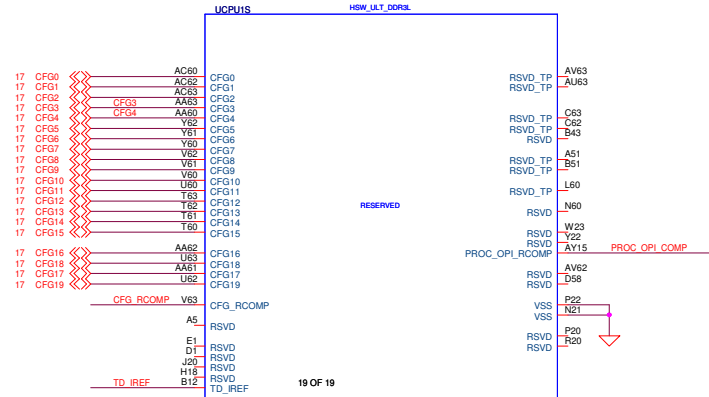 UCPU1S HSW_ULT_DDR3L
17 CFG0 AC60 CFG0 RSVD_TP AV63
17 CFG1 AC62 CFG1 RSVD_TP AU63
17 CFG2 AC63 CFG2
17 CFG3 CFG3 AA63 CFG3
17 CFG4 CFG4 AA60 CFG4 RSVD_TP C63
17 CFG5 Y62 CFG5 RSVD_TP C62
17 CFG6 Y61 CFG6 RSVD B43
17 CFG7 Y60 CFG7
17 CFG8 V62 CFG8 RSVD_TP A51
17 CFG9 V61 CFG9 RSVD_TP B51
17 CFG10 V60 CFG10
17 CFG11 U60 CFG11 RSVD_TP L60
17 CFG12 T63 CFG12 RESERVED
17 CFG13 T62 CFG13 RSVD N60
17 CFG14 T61 CFG14
17 CFG15 T60 CFG15 RSVD W23
RSVD Y22
17 CFG16 AA62 CFG16 PROC_OPI_RCOMP AY15 PROC_OPI_COMP
17 CFG18 U63 CFG18
17 CFG17 AA61 CFG17 RSVD AV62
17 CFG19 U62 CFG19 RSVD D58
CFG_RCOMP V63 CFG_RCOMP VSS P22
VSS N21
A5 RSVD
RSVD P20
E1 RSVD RSVD R20
D1 RSVD
J20 RSVD
H18 RSVD
TD_IREF B12 TD_IREF 19 OF 19